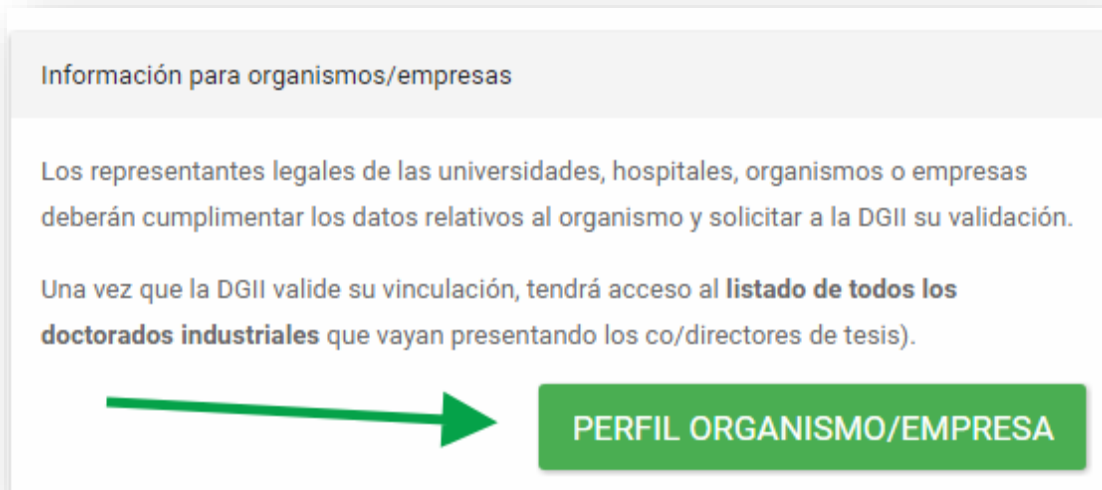 Información para organismos/empresas
Los representantes legales de las universidades, hospitales, organismos o empresas
deberán cumplimentar los datos relativos al organismo y solicitar a la DGII su validación.
Una vez que la DGII valide su vinculación, tendrá acceso al listado de todos los
doctorados industriales que vayan presentando los co/directores de tesis).
PERFIL ORGANISMO/EMPRESA